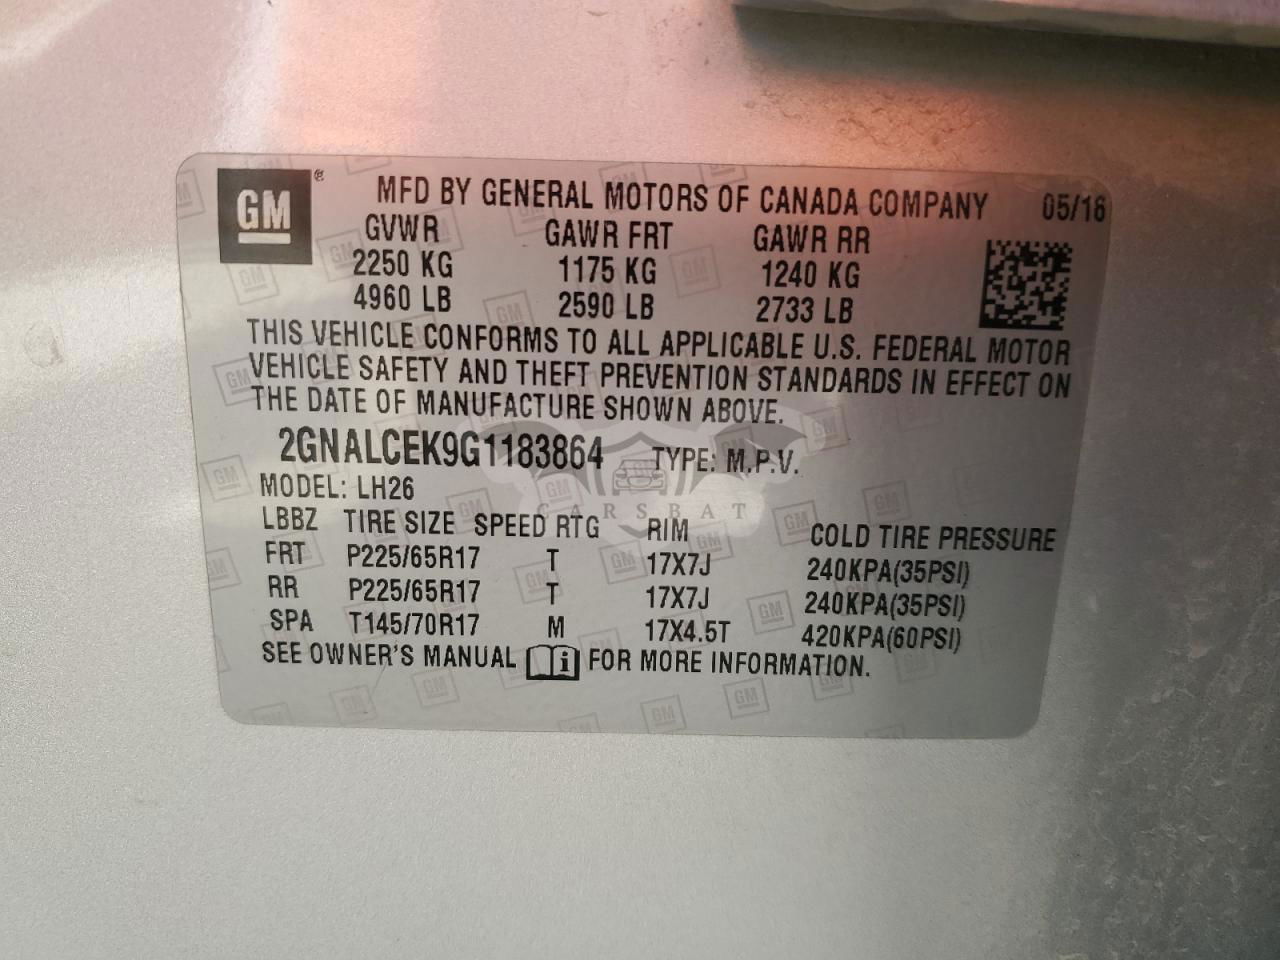 GM ® MFD BY GENERAL MOTORS OF CANADA COMPANY 05/16
GVWR GAWR FRT GAWR RR
2250 KG 1175 KG 1240 KG
4960 LB 2590 LB 2733 LB
THIS VEHICLE CONFORMS TO ALL APPLICABLE U.S. FEDERAL MOTOR
VEHICLE SAFETY AND THEFT PREVENTION STANDARDS IN EFFECT ON
THE DATE OF MANUFACTURE SHOWN ABOVE.
2GNALCEK9G1183864 TYPE: M.P.V.
MODEL: LH26
CARSBAT
LBBZ TIRE SIZE SPEED RTG RIM COLD TIRE PRESSURE
FRT P225/65R17 T 17X7J 240KPA(35PSI)
RR P225/65R17 T 17X7J 240KPA(35PSI)
SPA T145/70R17 M 17X4.5T 420KPA(60PSI)
SEE OWNER'S MANUAL i FOR MORE INFORMATION.